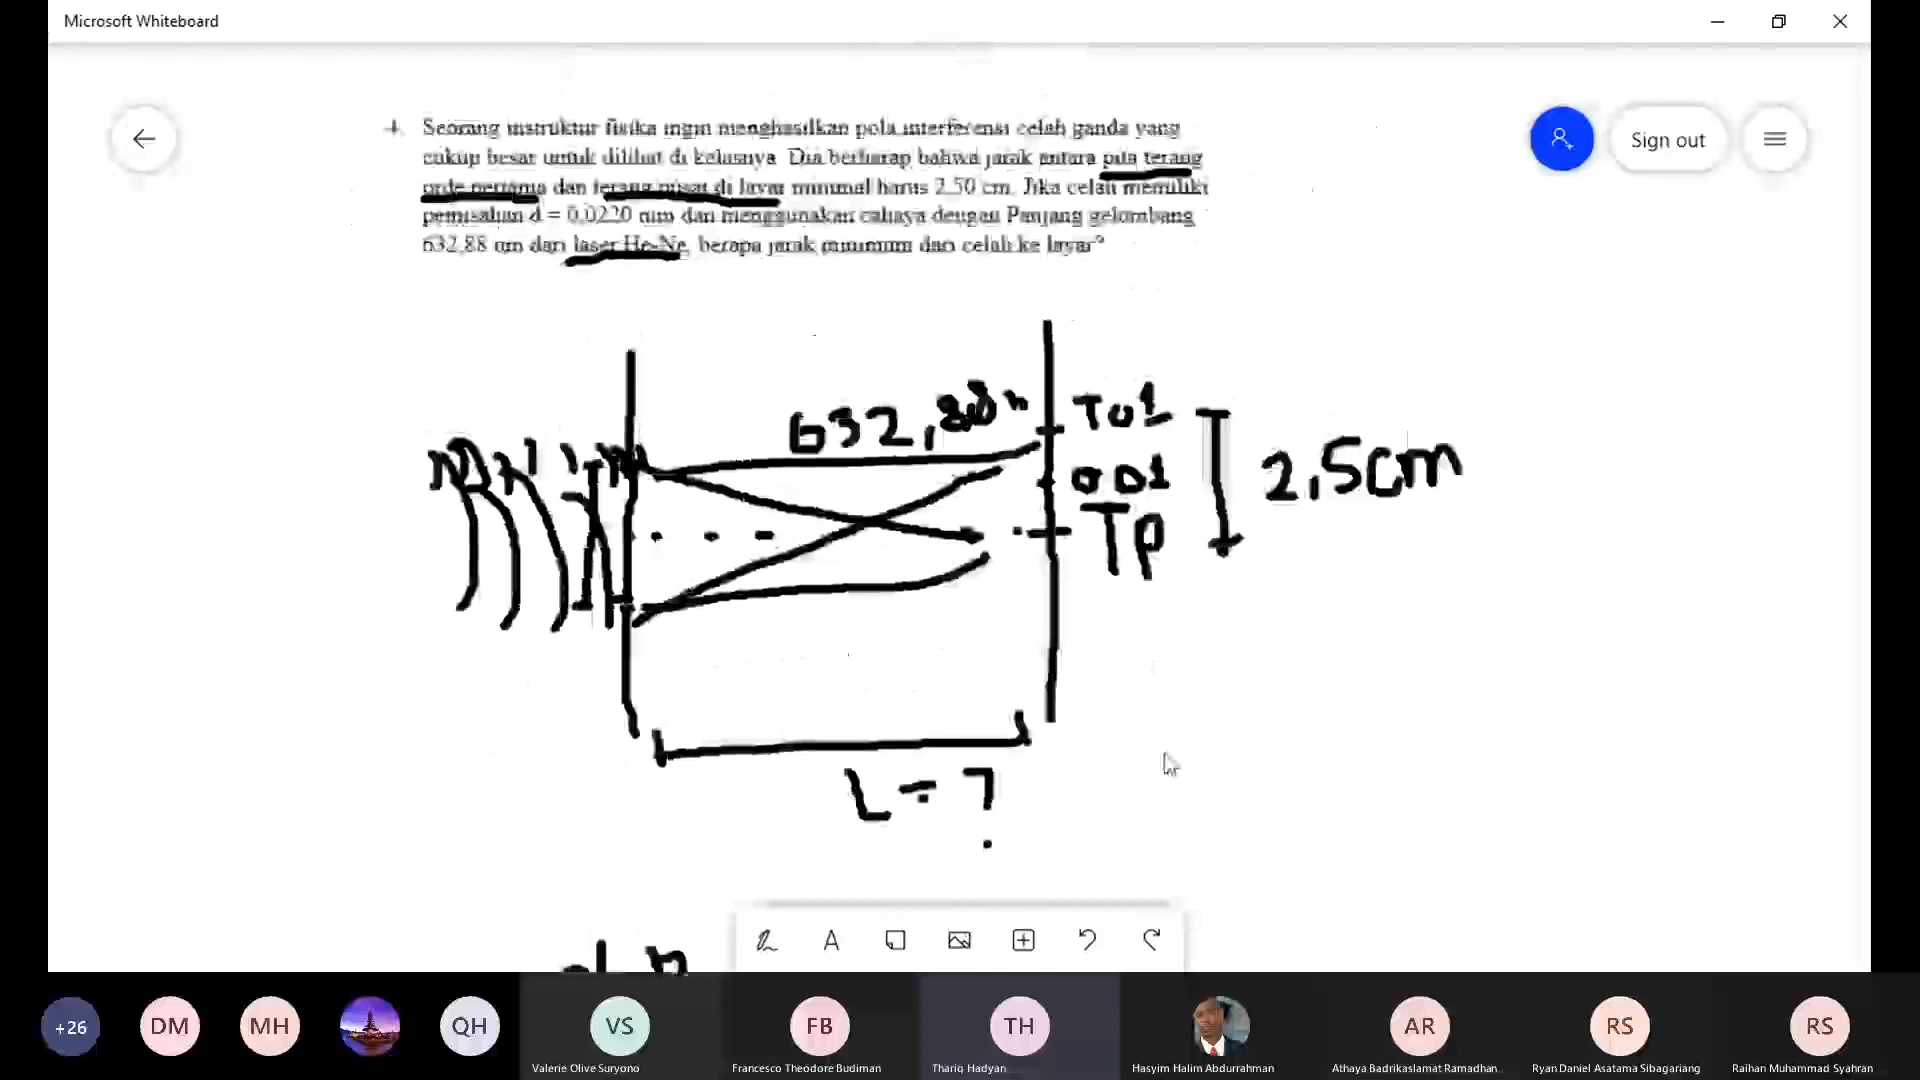 Microsoft Whiteboard
Sign out
4. Seorang instruktur fisika ingin menghasilkan pola interferensi celah ganda yang
cukup besar untuk dilihat di kelasnya. Dia berharap bahwa jarak antara pita terang
orde pertama dan terang pusat di layar minimal harus 2.50 cm. Jika celah memiliki
pemisahan d = 0,0220 mm dan menggunakan cahaya dengan Panjang gelombang
632,88 nm dari laser He-Ne, berapa jarak minimum dari celah ke layar?
632,88 n
To1
oo1
Tp
2,5cm
L = ?
+26
DM
MH
QH
VS
FB
TH
AR
RS
RS
Valerie Olive Suryono
Francesco Theodore Budiman
Thariq Hadyan
Hasyim Halim Abdurrahman
Athaya Badrikaslamat Ramadhan..
Ryan Daniel Asatama Sibagariang
Raihan Muhammad Syahran